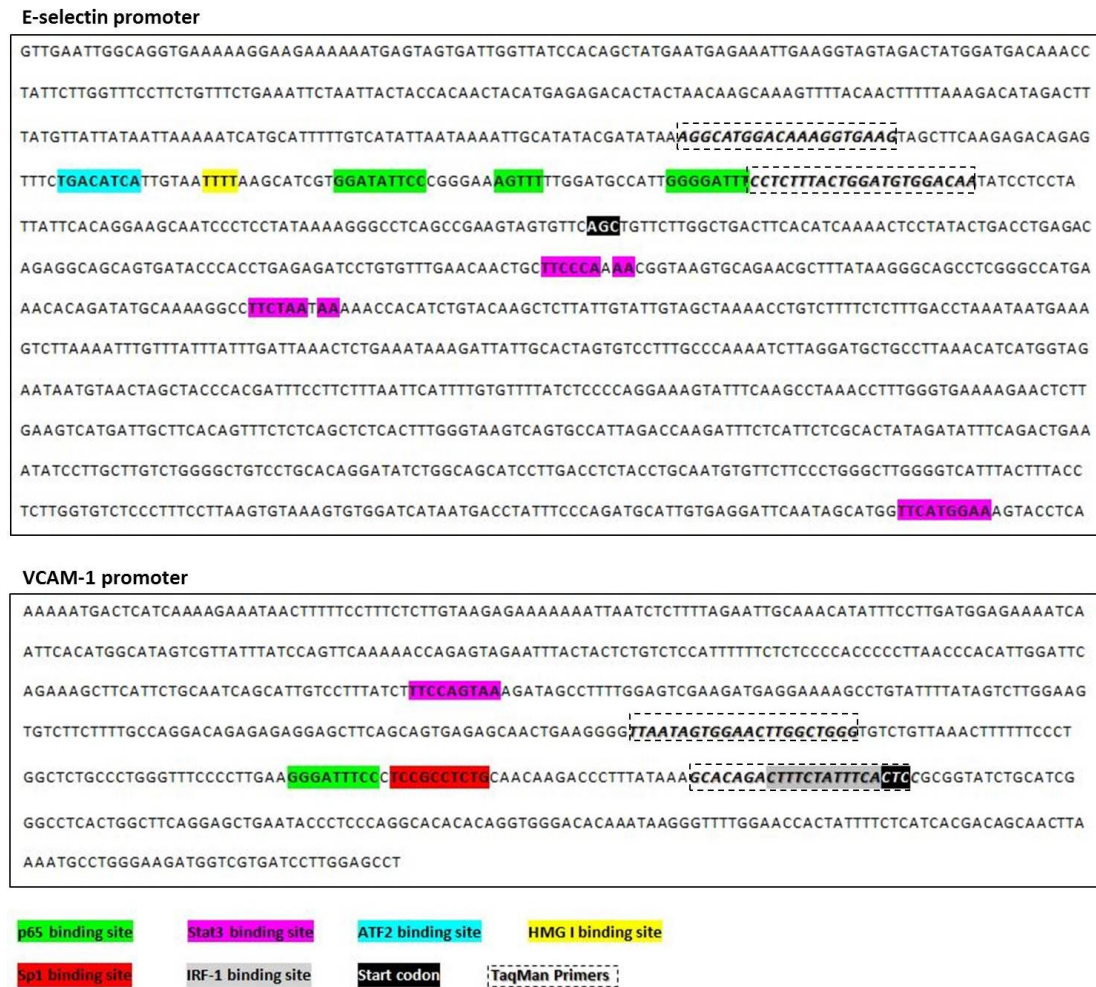 E-selectin promoter
GTTGAATTGGCAGGTGAAAAAGGAAGAAAAAATGAGTAGTGATTGGTTATCCACAGCTATGAATGAGAAATTGAAGGTAGTAGACTATGGATGACAAACC
TATTCTTGGTTTCCTTCTGTTTCTGAAATTCTAATTACTACCACAACTACATGAGAGACACTACTAACAAGCAAAGTTTTACAACTTTTTAAAGACATAGACTT
TATGTTATTATAATTAAAAATCATGCATTTTTGTCATATTAATAAAATTGCATATACGATATAAAGGCATGGACAAAGGTGAAGTAGCTTCAAGAGACAGAG
TTTCTGACATCATTGTAATTTTAAGCATCGTGGATATTCCCGGGAAAGTTTTTGGATGCCATTGGGGATTTCCTCTTTACTGGATGTGGACAATATCCTCCTA
TTATTCACAGGAAGCAATCCCTCCTATAAAAGGGCCTCAGCCGAAGTAGTGTTCAGCTGTTCTTGGCTGACTTCACATCAAAACTCCTATACTGACCTGAGAC
AGAGGCAGCAGTGATACCCACCTGAGAGATCCTGTGTTTGAACAACTGCTTCCCAAAACGGTAAGTGCAGAACGCTTTATAAGGGCAGCCTCGGGCCATGA
AACACAGATATGCAAAAGGCCTTCTAATAAAAACCACATCTGTACAAGCTCTTATTGTATTGTAGCTAAAACCTGTCTTTTCTCTTTGACCTAAATAATGAAA
GTCTTAAAATTTGTTTATTTATTTGATTAAACTCTGAAATAAAGATTATTGCACTAGTGTCCTTTGCCCAAAATCTTAGGATGCTGCCTTAAACATCATGGTAG
AATAATGTAACTAGCTACCCACGATTTCCTTCTTTAATTCATTTTGTGTTTTATCTCCCCAGGAAAGTATTTCAAGCCTAAACCTTTGGGTGAAAAGAACTCTT
GAAGTCATGATTGCTTCACAGTTTCTCTCAGCTCTCACTTTGGGTAAGTCAGTGCCATTAGACCAAGATTTCTCATTCTCGCACTATAGATATTTCAGACTGAA
ATATCCTTGCTTGTCTGGGGCTGTCCTGCACAGGATATCTGGCAGCATCCTTGACCTCTACCTGCAATGTGTTCTTCCCTGGGCTTGGGGTCATTTACTTTACC
TCTTGGTGTCTCCCTTTCCTTAAGTGTAAAGTGTGGATCATAATGACCTATTTCCCAGATGCATTGTGAGGATTCAATAGCATGGTTCATGGAAAGTACCTCA
VCAM-1 promoter
AAAAATGACTCATCAAAAGAAATAACTTTTTCCTTTCTCTTGTAAGAGAAAAAAATTAATCTCTTTTAGAATTGCAAACATATTTCCTTGATGGAGAAAATCA
ATTCACATGGCATAGTCGTTATTTATCCAGTTCAAAAACCAGAGTAGAATTTACTACTCTGTCTCCATTTTTTCTCTCCCCACCCCCTTAACCCACATTGGATTC
AGAAAGCTTCATTCTGCAATCAGCATTGTCCTTTATCTTTCCAGTAAAGATAGCCTTTTGGAGTCGAAGATGAGGAAAAGCCTGTATTTTATAGTCTTGGAAG
TGTCTTCTTTTGCCAGGACAGAGAGAGGAGCTTCAGCAGTGAGAGCAACTGAAGGGGTTAATAGTGGAACTTGGCTGGGTGTCTGTTAAACTTTTTTCCCT
GGCTCTGCCCTGGGTTTCCCCTTGAAGGGATTTCCCTCCGCCTCTGCAACAAGACCCTTTATAAAGCACAGACTTTCTATTTCACTCCGCGGTATCTGCATCG
GGCCTCACTGGCTTCAGGAGCTGAATACCCTCCCAGGCACACACAGGTGGGACACAAATAAGGGTTTTGGAACCACTATTTTCTCATCACGACAGCAACTTA
AAATGCCTGGGAAGATGGTCGTGATCCTTGGAGCCT
p65 binding site Stat3 binding site ATF2 binding site HMG I binding site
Sp1 binding site IRF-1 binding site Start codon TaqMan Primers